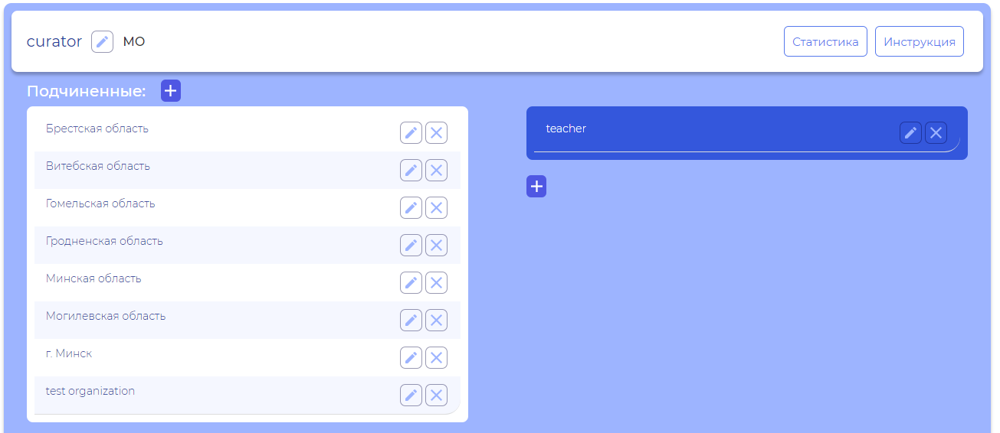 curator МО Статистика Инструкция
Подчиненные:
Брестская область
Витебская область
Гомельская область
Гродненская область
Минская область
Могилевская область
г. Минск
test organization
teacher